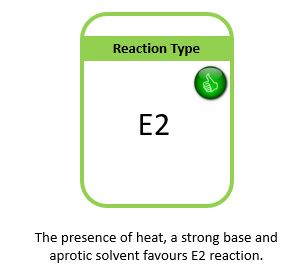 Reaction Type
E2
The presence of heat, a strong base and
aprotic solvent favours E2 reaction.